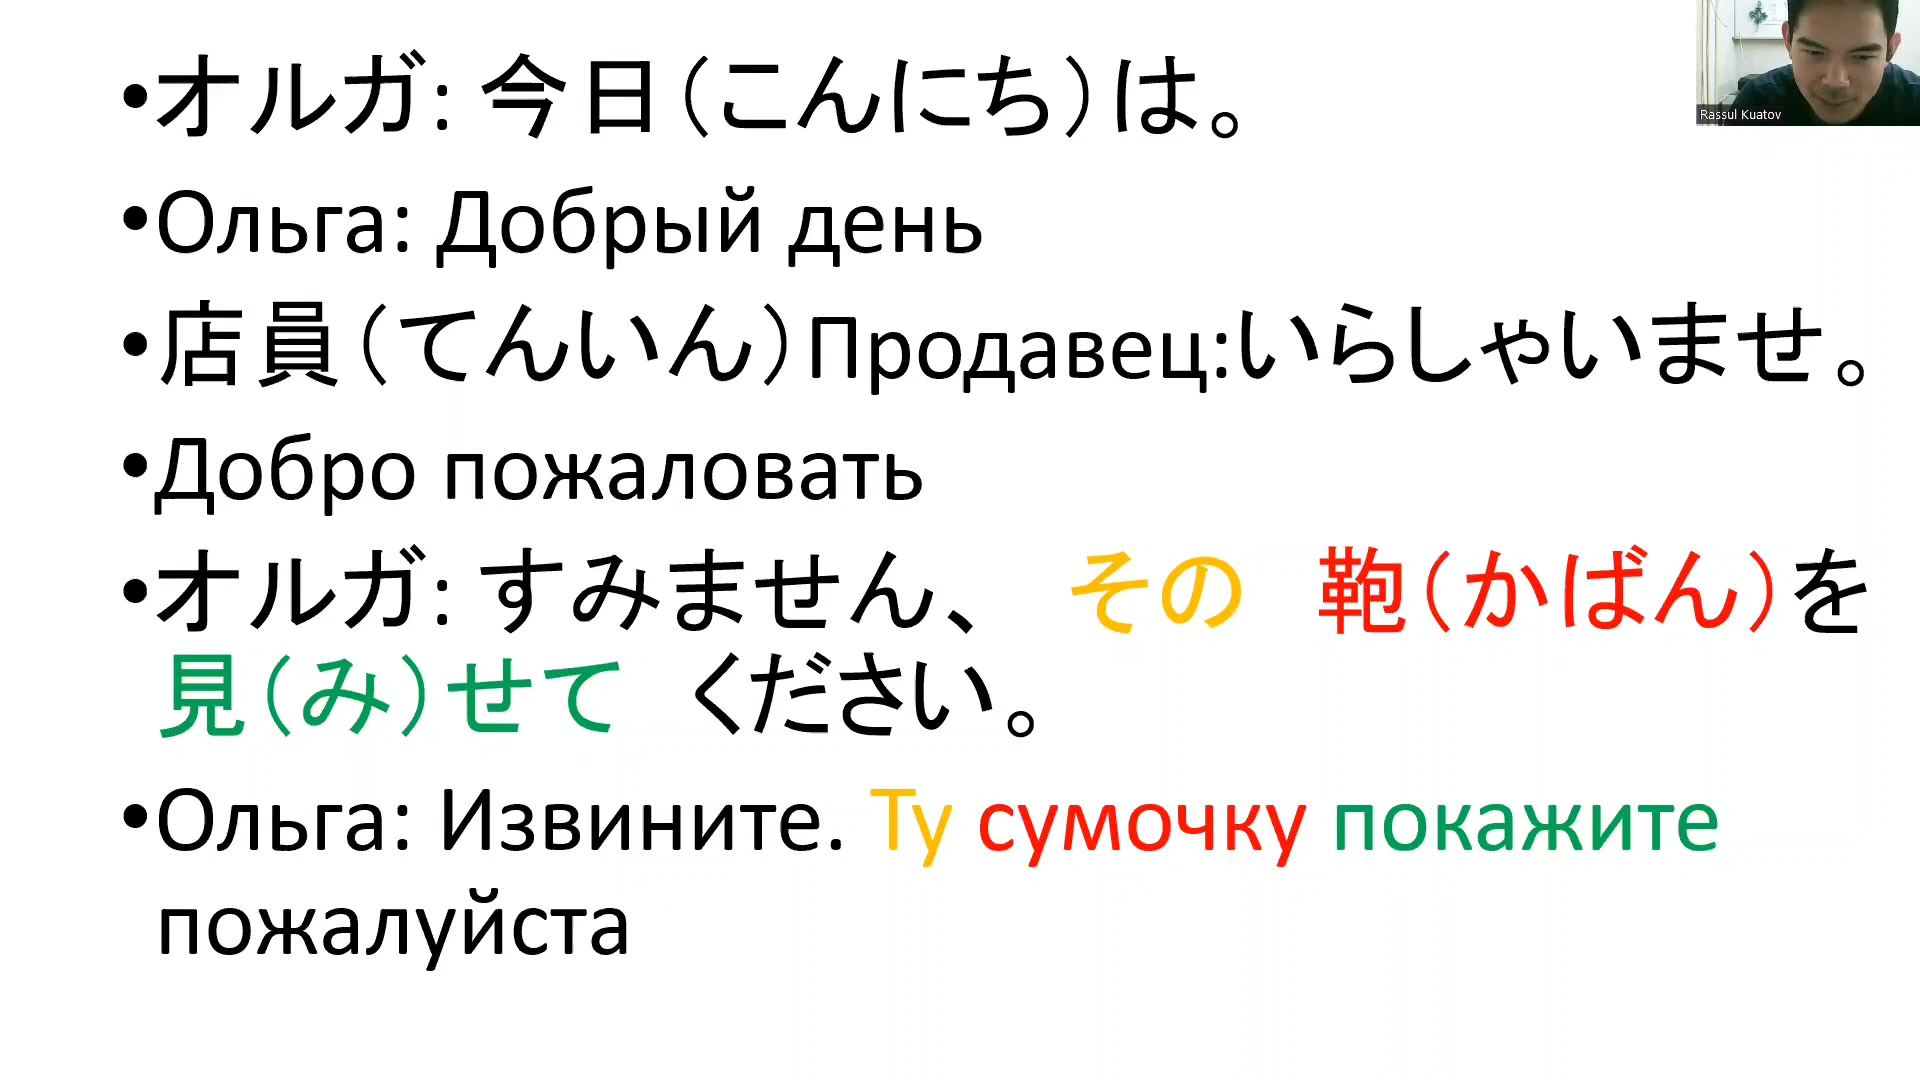 •オルガ: 今日（こんにち）は。
•Ольга: Добрый день
•店員（てんいん）Продавец:いらしゃいませ。
•Добро пожаловать
•オルガ: すみません、　その　鞄（かばん）を
見（み）せて　ください。
•Ольга: Извините. Ту сумочку покажите
пожалуйста
Rassul Kuatov